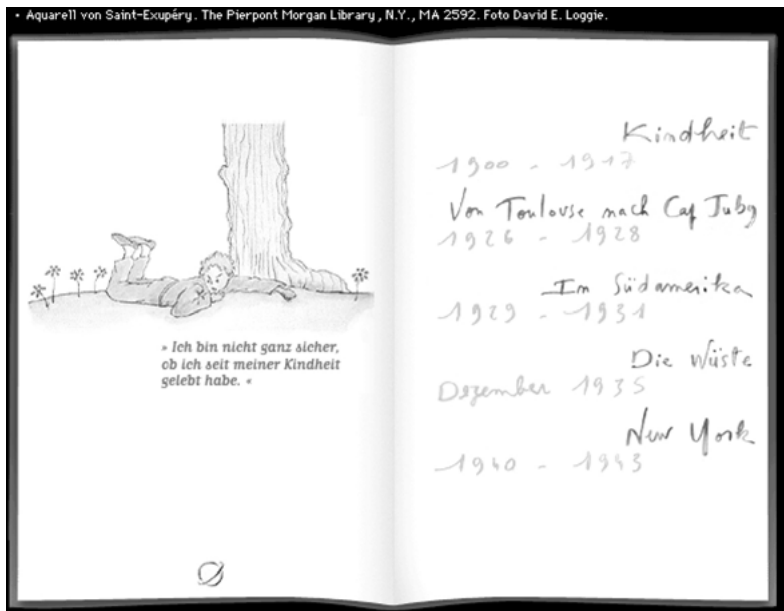 • Aquarell von Saint-Exupéry. The Pierpont Morgan Library, N.Y., MA 2592. Foto David E. Loggie.
» Ich bin nicht ganz sicher,
ob ich seit meiner Kindheit
gelebt habe. «
Kindheit
1900 - 1917
Von Toulouse nach Cap Juby
1926 - 1928
Im Südamerika
1929 - 1931
Die Wüste
Dezember 1935
New York
1940 - 1943